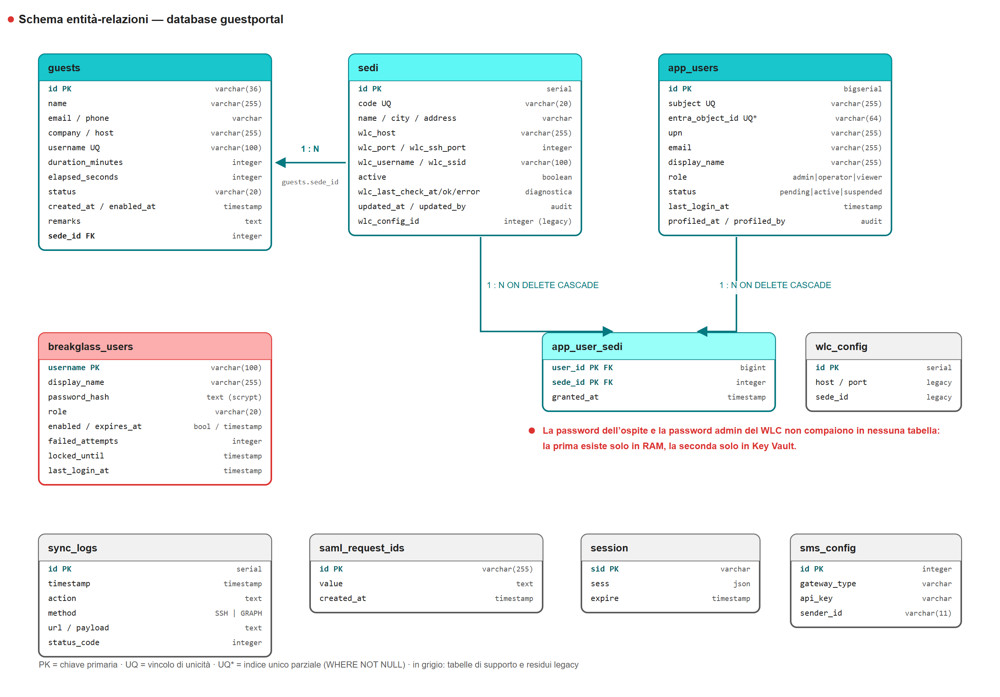 Schema entità-relazioni — database guestportal
guests
id PK varchar(36)
name varchar(255)
email / phone varchar
company / host varchar(255)
username UQ varchar(100)
duration_minutes integer
elapsed_seconds integer
status varchar(20)
created_at / enabled_at timestamp
remarks text
sede_id FK integer
1 : N
guests.sede_id
sedi
id PK serial
code UQ varchar(20)
name / city / address varchar
wlc_host varchar(255)
wlc_port / wlc_ssh_port integer
wlc_username / wlc_ssid varchar(100)
active boolean
wlc_last_check_at/ok/error diagnostica
updated_at / updated_by audit
wlc_config_id integer (legacy)
app_users
id PK bigserial
subject UQ varchar(255)
entra_object_id UQ* varchar(64)
upn varchar(255)
email varchar(255)
display_name varchar(255)
role admin|operator|viewer
status pending|active|suspended
last_login_at timestamp
profiled_at / profiled_by audit
1 : N ON DELETE CASCADE
1 : N ON DELETE CASCADE
breakglass_users
username PK varchar(100)
display_name varchar(255)
password_hash text (scrypt)
role varchar(20)
enabled / expires_at bool / timestamp
failed_attempts integer
locked_until timestamp
last_login_at timestamp
app_user_sedi
user_id PK FK bigint
sede_id PK FK integer
granted_at timestamp
wlc_config
id PK serial
host / port legacy
sede_id legacy
La password dell’ospite e la password admin del WLC non compaiono in nessuna tabella:
la prima esiste solo in RAM, la seconda solo in Key Vault.
sync_logs
id PK serial
timestamp timestamp
action text
method SSH | GRAPH
url / payload text
status_code integer
saml_request_ids
id PK varchar(255)
value text
created_at timestamp
session
sid PK varchar
sess json
expire timestamp
sms_config
id PK integer
gateway_type varchar
api_key varchar
sender_id varchar(11)
PK = chiave primaria · UQ = vincolo di unicità · UQ* = indice unico parziale (WHERE NOT NULL) · in grigio: tabelle di supporto e residui legacy